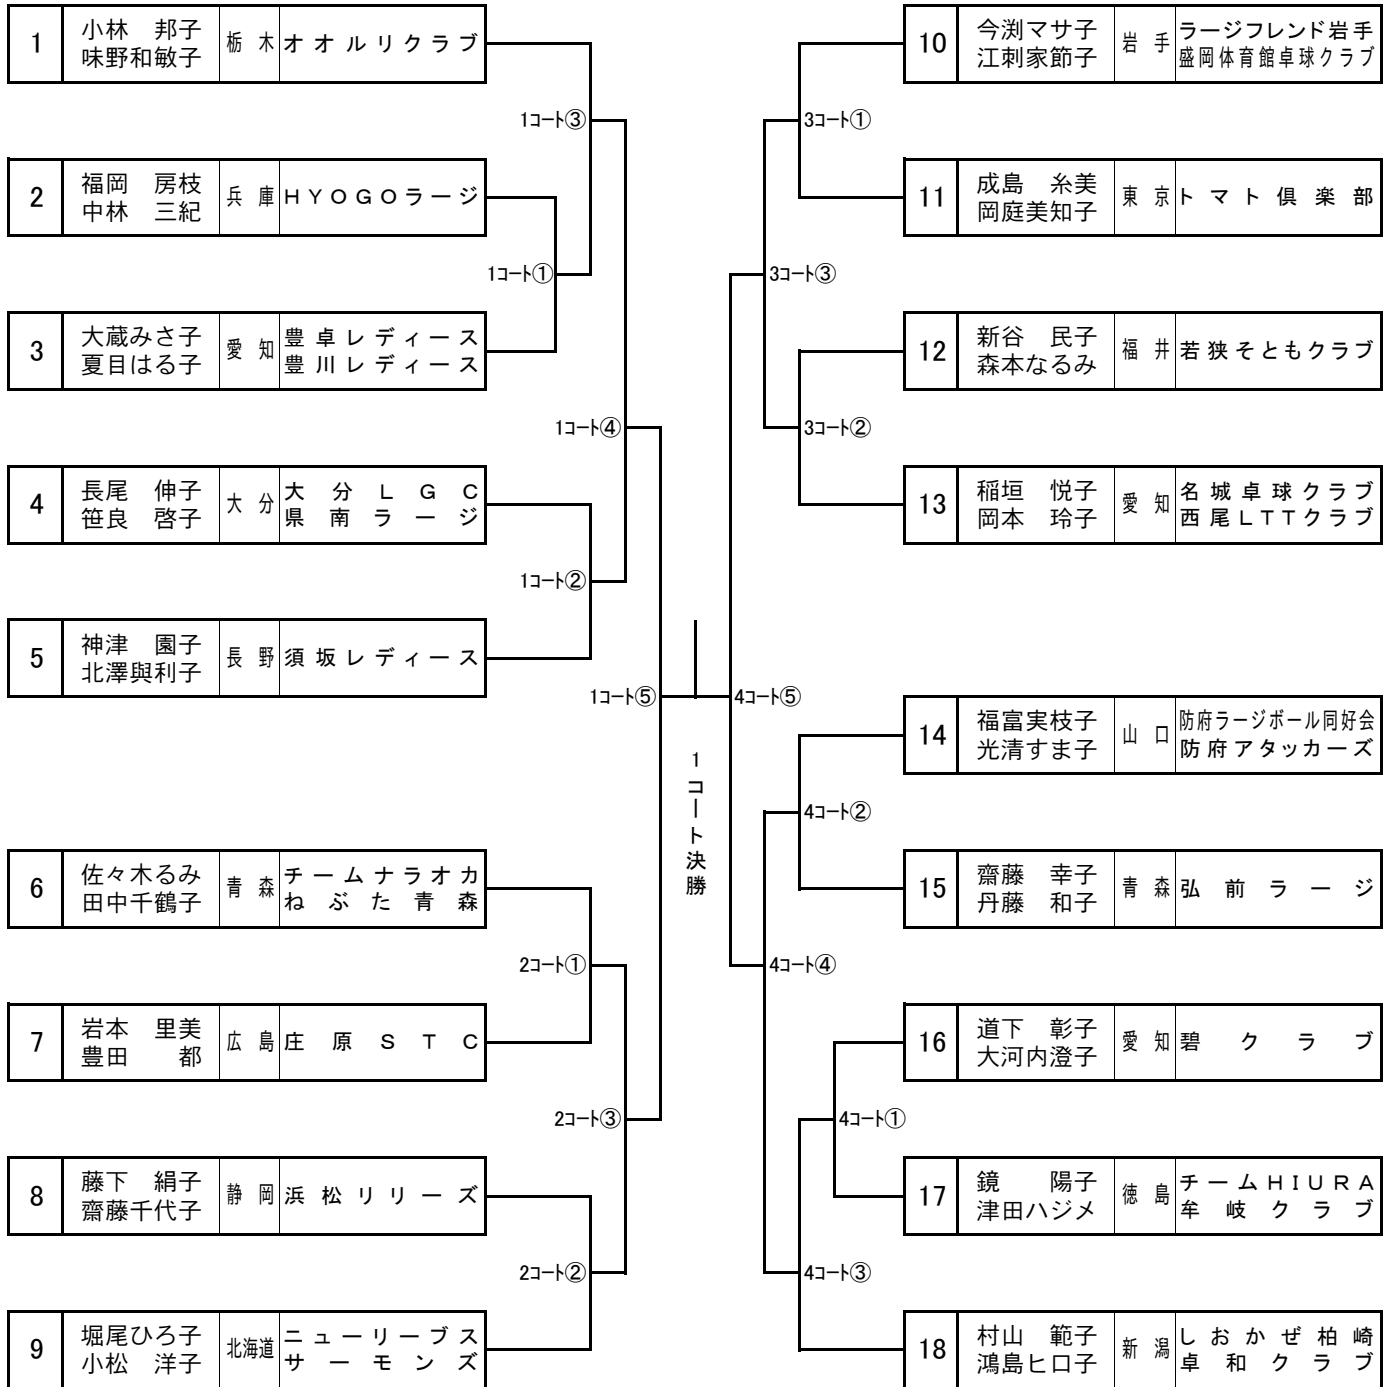 1
小林　邦子
味野和敏子
栃木
オオルリクラブ
1コート③
2
福岡　房枝
中林　三紀
兵庫
HYOGOラージ
1コート①
3
大蔵みさ子
夏目はる子
愛知
豊卓レディース
豊川レディース
1コート④
4
長尾　伸子
笹良　啓子
大分
大分LGC
県南ラージ
1コート②
5
神津　園子
北澤與利子
長野
須坂レディース
1コート⑤
6
佐々木るみ
田中千鶴子
青森
チームナラオカ
ねぶた青森
2コート①
7
岩本　里美
豊田　都
広島
庄原STC
2コート③
8
藤下　絹子
齋藤千代子
静岡
浜松リリーズ
2コート②
9
堀尾ひろ子
小松　洋子
北海道
ニューリーブス
サーモンズ
1コート決勝
10
今渕マサ子
江刺家節子
岩手
ラージフレンド岩手
盛岡体育館卓球クラブ
3コート①
11
成島　糸美
岡庭美知子
東京
トマト倶楽部
3コート③
12
新谷　民子
森本なるみ
福井
若狭そともクラブ
3コート②
13
稲垣　悦子
岡本　玲子
愛知
名城卓球クラブ
西尾LTTクラブ
4コート⑤
14
福富実枝子
光清すま子
山口
防府ラージボール同好会
防府アタッカーズ
4コート②
15
齋藤　幸子
丹藤　和子
青森
弘前ラージ
4コート④
16
道下　彰子
大河内澄子
愛知
碧クラブ
4コート①
17
鏡　陽子
津田ハジメ
徳島
チームHIURA
牟岐クラブ
4コート③
18
村山　範子
鴻島ヒロ子
新潟
しおかぜ柏崎
卓和クラブ